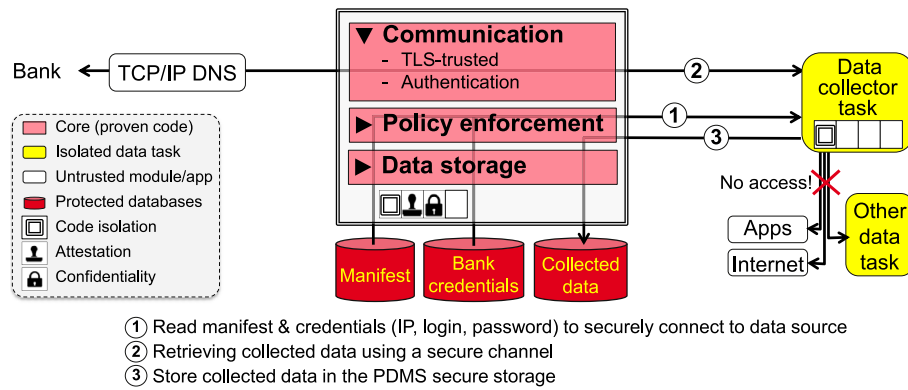 ▼ Communication
- TLS-trusted
- Authentication
Bank
TCP/IP DNS
2
Data
collector
task
▶ Policy enforcement
1
3
▶ Data storage
Core (proven code)
Isolated data task
Untrusted module/app
Protected databases
Code isolation
Attestation
Confidentiality
No access!
Apps
Internet
Other
data
task
Manifest
Bank
credentials
Collected
data
1 Read manifest & credentials (IP, login, password) to securely connect to data source
2 Retrieving collected data using a secure channel
3 Store collected data in the PDMS secure storage